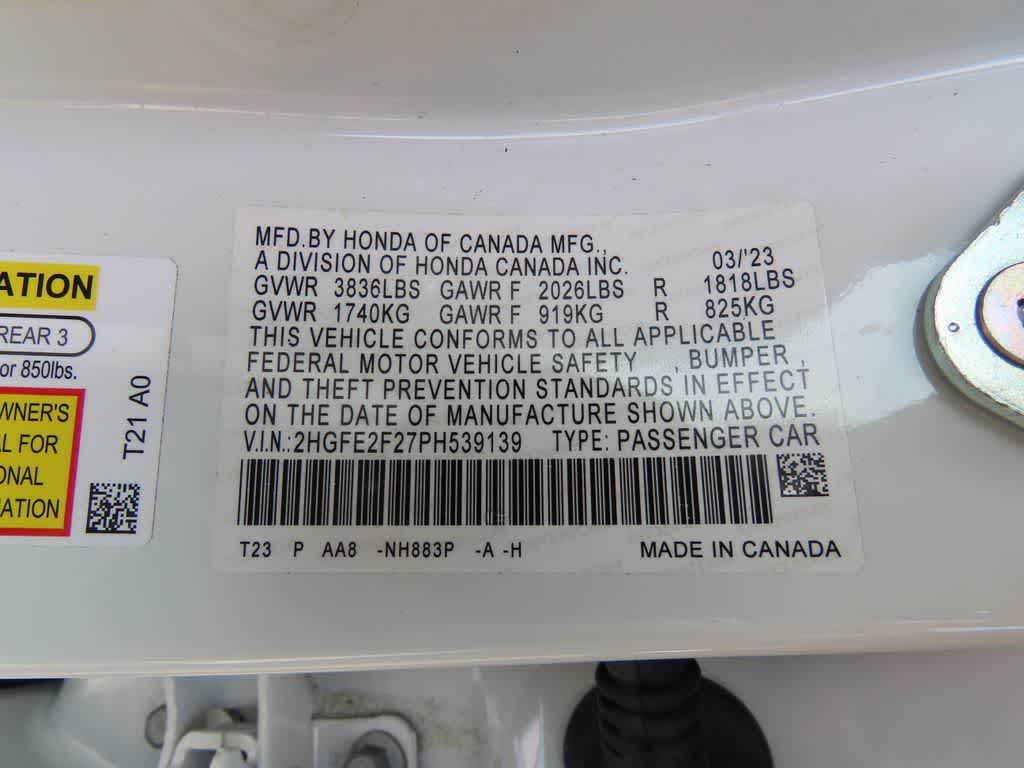 MFD.BY HONDA OF CANADA MFG.,
A DIVISION OF HONDA CANADA INC. 03/'23
GVWR 3836LBS GAWR F 2026LBS R 1818LBS
GVWR 1740KG GAWR F 919KG R 825KG
THIS VEHICLE CONFORMS TO ALL APPLICABLE
FEDERAL MOTOR VEHICLE SAFETY , BUMPER ,
AND THEFT PREVENTION STANDARDS IN EFFECT
ON THE DATE OF MANUFACTURE SHOWN ABOVE.
V.I.N.:2HGFE2F27PH539139 TYPE: PASSENGER CAR
T23 P AA8 -NH883P -A -H MADE IN CANADA
ATION
REAR 3
or 850lbs.
WNER'S
L FOR
ONAL
ATION
T21 A0